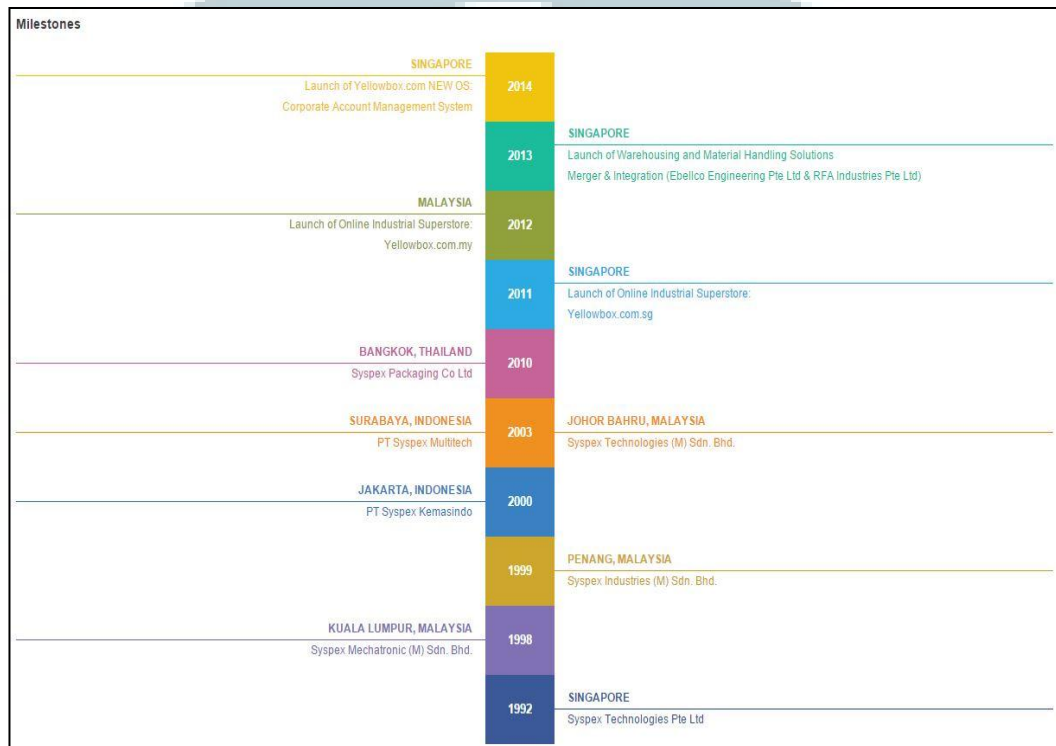 Milestones
SINGAPORE
Launch of Yellowbox.com NEW OS:
Corporate Account Management System
2014
SINGAPORE
2013
Launch of Warehousing and Material Handling Solutions
Merger & Integration (Ebellco Engineering Pte Ltd & RFA Industries Pte Ltd)
MALAYSIA
Launch of Online Industrial Superstore:
Yellowbox.com.my
2012
SINGAPORE
2011
Launch of Online Industrial Superstore:
Yellowbox.com.sg
BANGKOK, THAILAND
Syspex Packaging Co Ltd
2010
SURABAYA, INDONESIA
PT Syspex Multitech
2003
JOHOR BAHRU, MALAYSIA
Syspex Technologies (M) Sdn. Bhd.
JAKARTA, INDONESIA
PT Syspex Kemasindo
2000
PENANG, MALAYSIA
1999
Syspex Industries (M) Sdn. Bhd.
KUALA LUMPUR, MALAYSIA
Syspex Mechatronic (M) Sdn. Bhd.
1998
SINGAPORE
1992
Syspex Technologies Pte Ltd